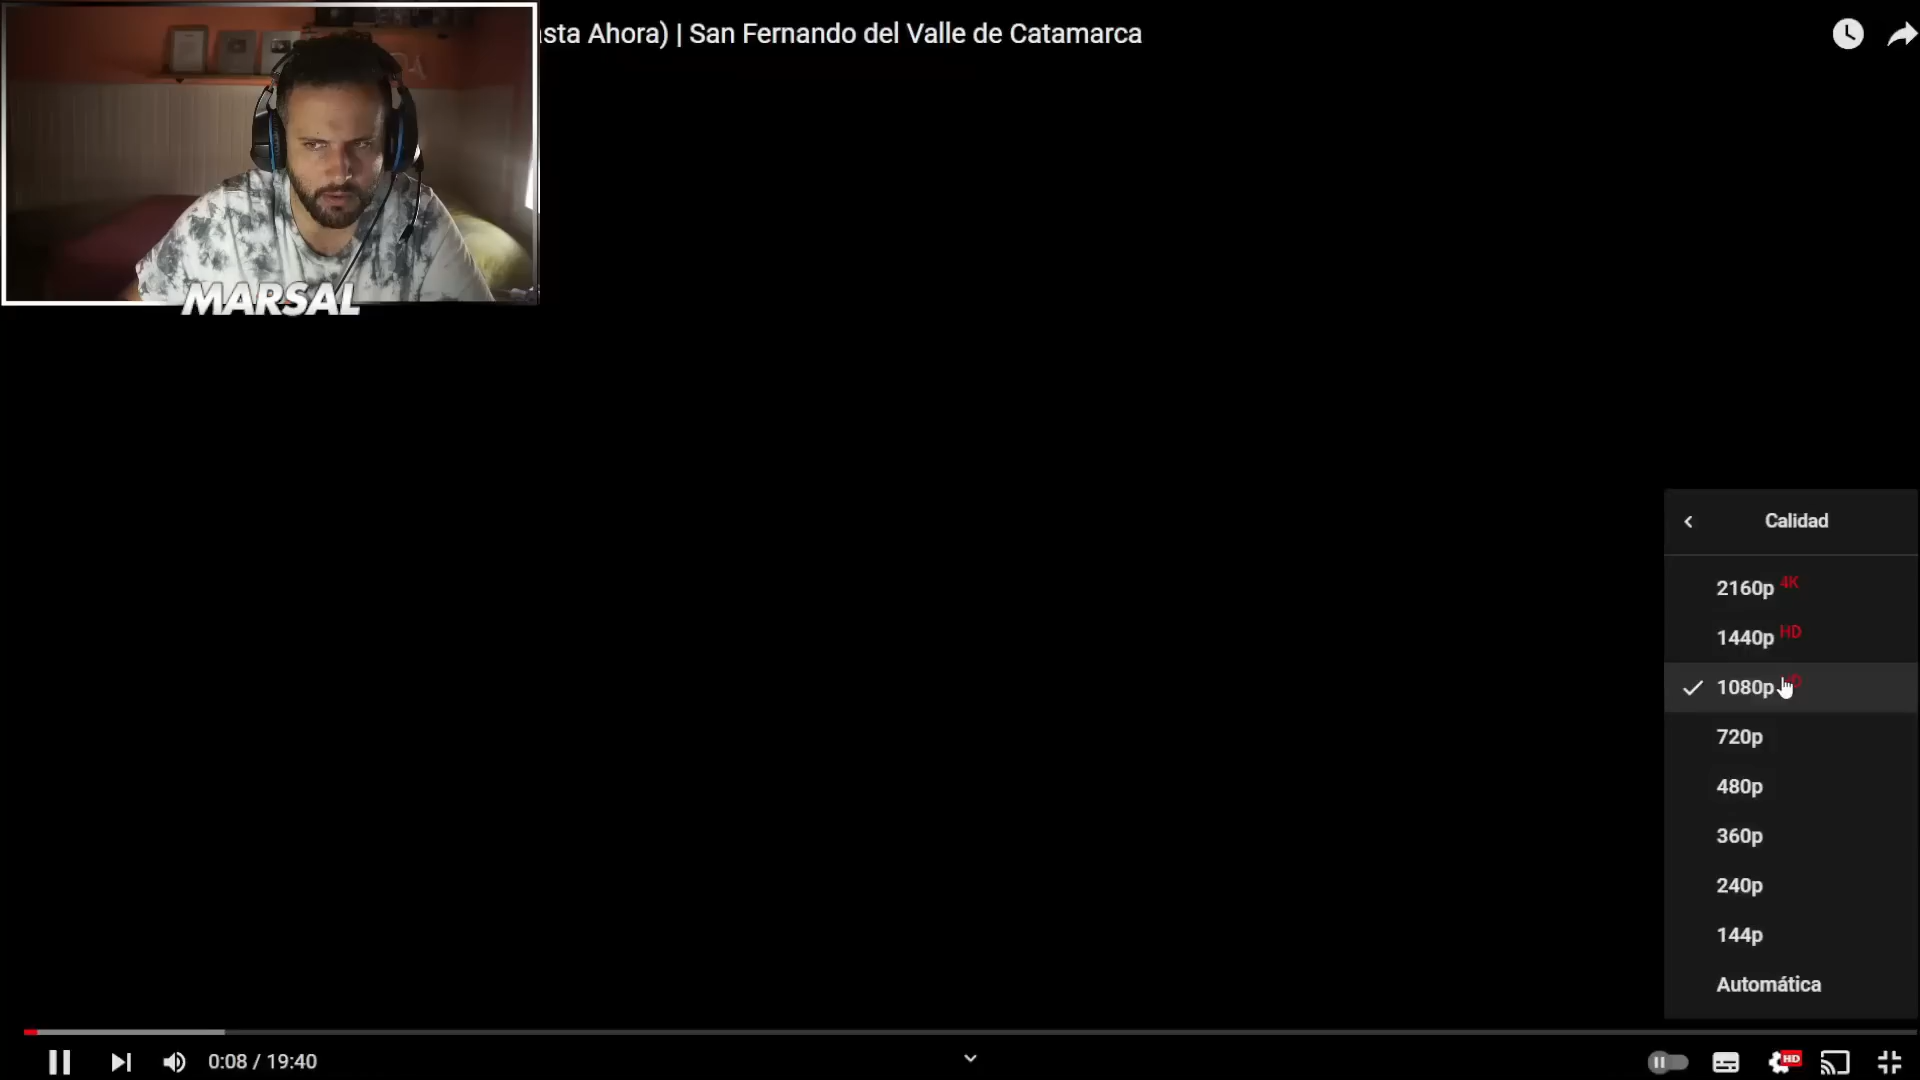 sta Ahora) | San Fernando del Valle de Catamarca
MARSAL
Calidad
2160p 4K
1440p HD
1080p HD
720p
480p
360p
240p
144p
Automática
0:08 / 19:40
HD